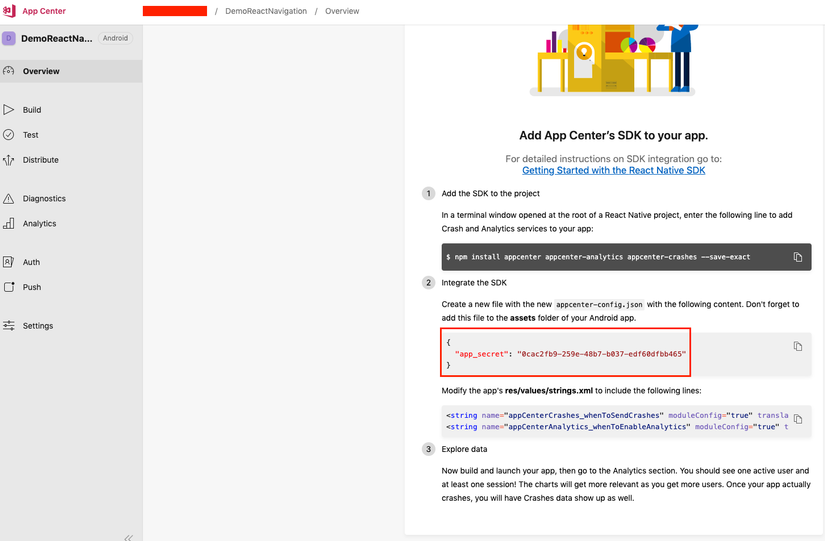 App Center
/ DemoReactNavigation / Overview
D DemoReactNa... Android
Overview
Build
Test
Distribute
Diagnostics
Analytics
Auth
Push
Settings
Add App Center's SDK to your app.
For detailed instructions on SDK integration go to:
Getting Started with the React Native SDK
1 Add the SDK to the project
In a terminal window opened at the root of a React Native project, enter the following line to add
Crash and Analytics services to your app:
$ npm install appcenter appcenter-analytics appcenter-crashes --save-exact
2 Integrate the SDK
Create a new file with the new appcenter-config.json with the following content. Don't forget to
add this file to the assets folder of your Android app.
{
"app_secret": "0cac2fb9-259e-48b7-b037-edf60dfbb465"
}
Modify the app's res/values/strings.xml to include the following lines:
<string name="appCenterCrashes_whenToSendCrashes" moduleConfig="true" transla
<string name="appCenterAnalytics_whenToEnableAnalytics" moduleConfig="true" t
3 Explore data
Now build and launch your app, then go to the Analytics section. You should see one active user and
at least one session! The charts will get more relevant as you get more users. Once your app actually
crashes, you will have Crashes data show up as well.